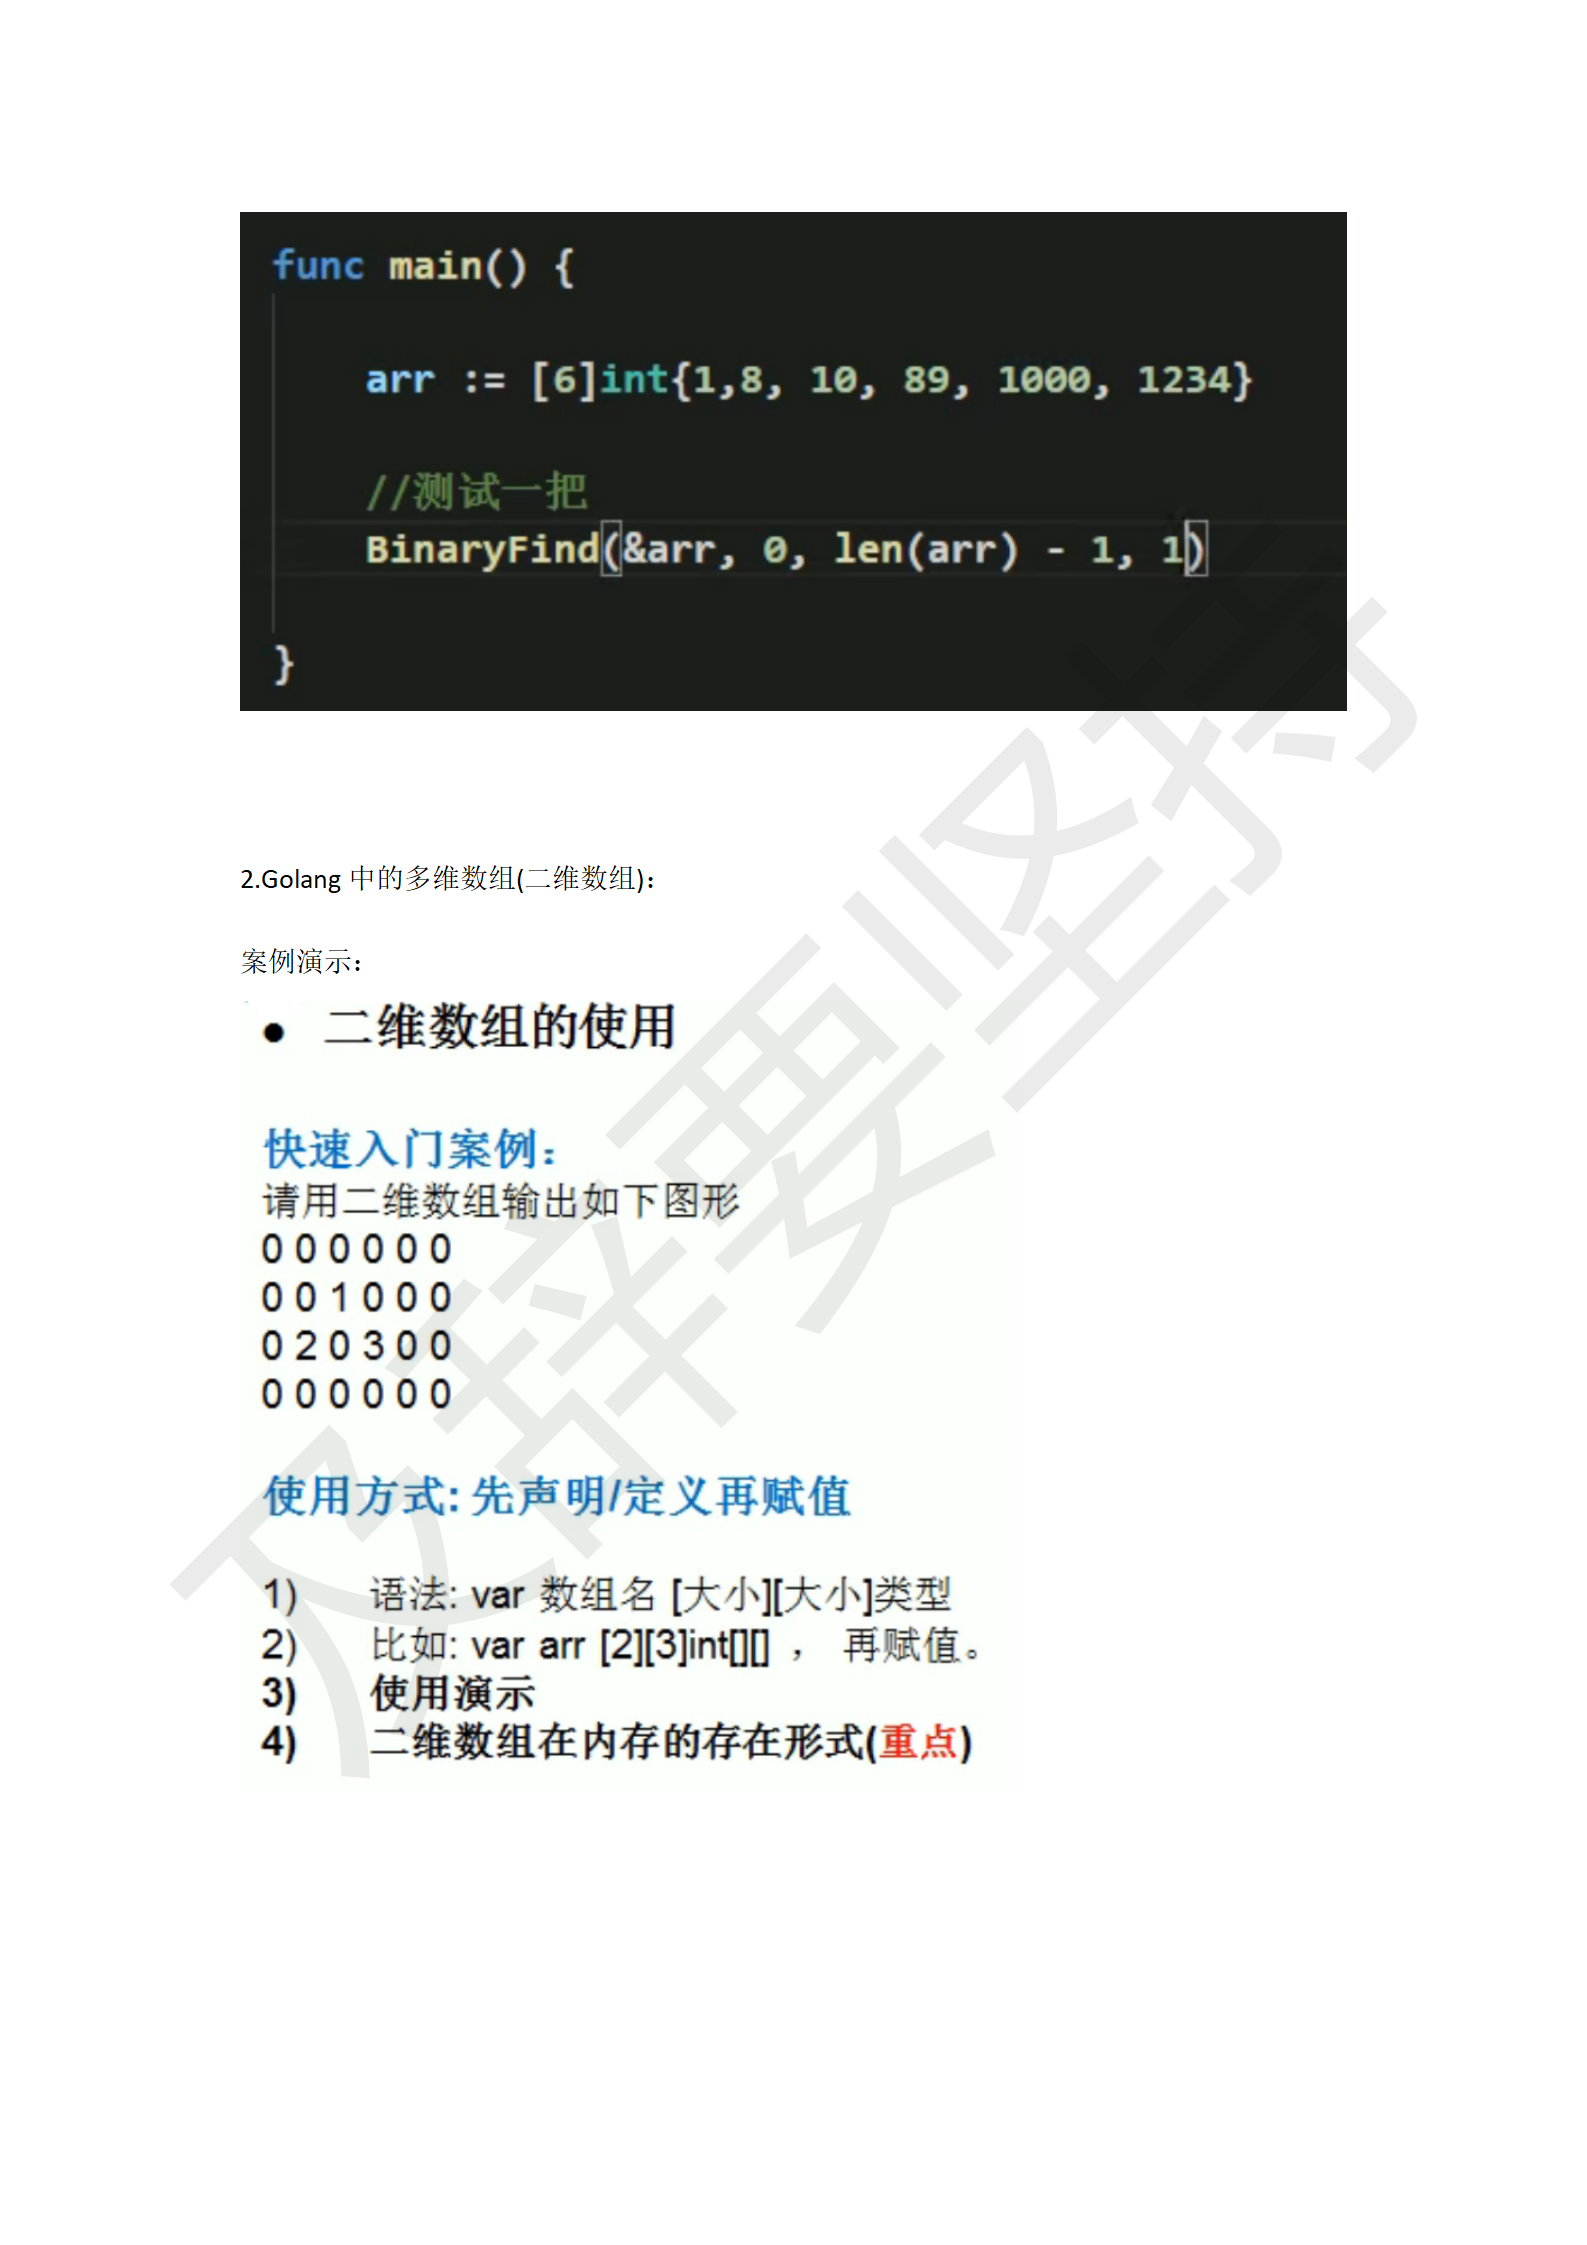 func main() {
arr := [6]int{1,8, 10, 89, 1000, 1234}
//测试一把
BinaryFind(&arr, 0, len(arr) - 1, 1)
}
2.Golang 中的多维数组(二维数组)：
案例演示：
● 二维数组的使用
快速入门案例：
请用二维数组输出如下图形
0 0 0 0 0 0
0 0 1 0 0 0
0 2 0 3 0 0
0 0 0 0 0 0
使用方式: 先声明/定义再赋值
1) 语法: var 数组名 [大小][大小]类型
2) 比如: var arr [2][3]int[][] ， 再赋值。
3) 使用演示
4) 二维数组在内存的存在形式(重点)
及辞要坚持